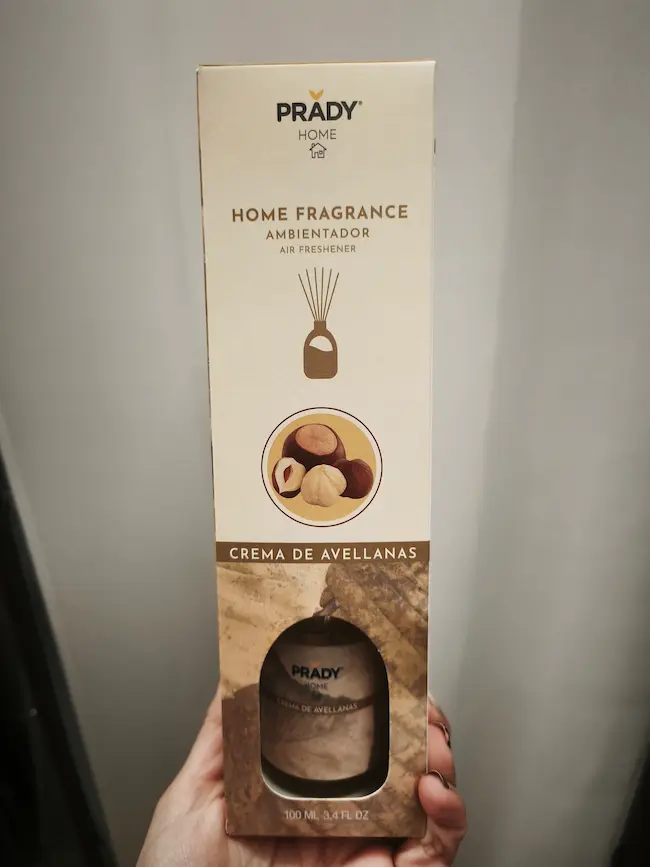 PRADY®
HOME
HOME FRAGRANCE
AMBIENTADOR
AIR FRESHENER
CREMA DE AVELLANAS
PRADY®
HOME
CREMA DE AVELLANAS
100 ML 3.4 FL OZ